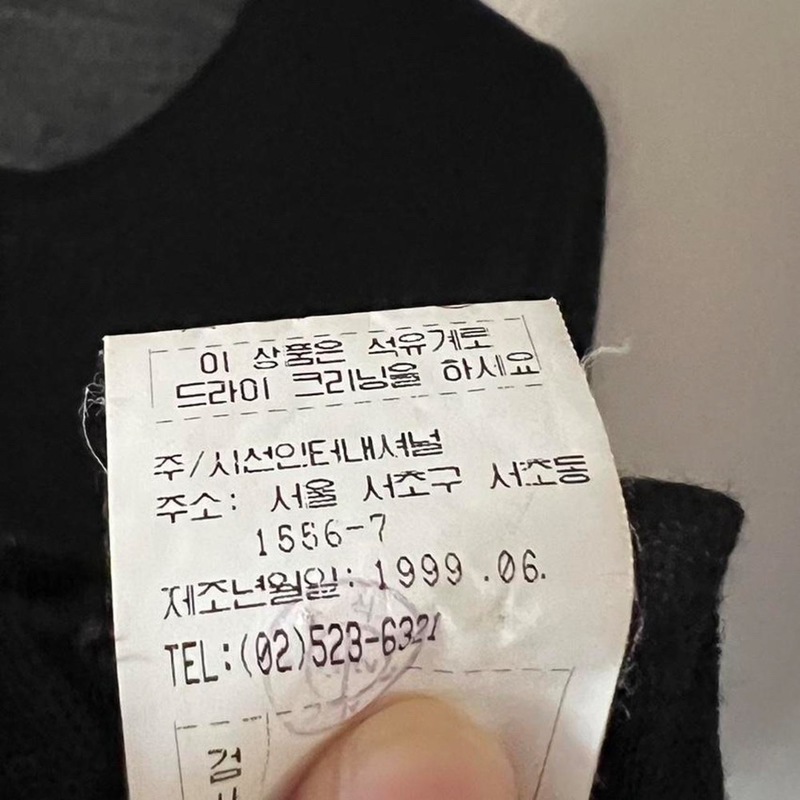 이 상품은 석유계로
드라이 크리닝을 하세요
주/시선인터내셔널
주소: 서울 서초구 서초동
1556-7
제조년월일: 1999.06.
TEL:(02)523-6321
검